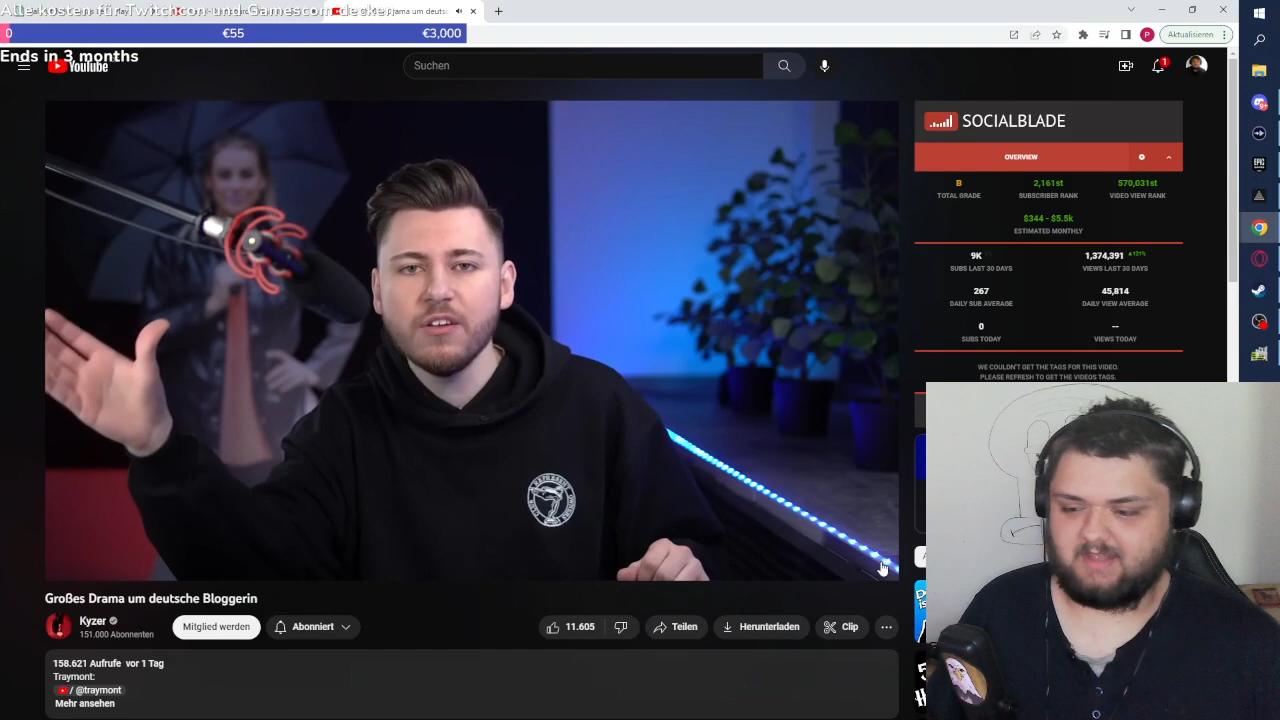 Alle kosten für Twitchcon und Gamescom decken
0 €55 €3,000
Ends in 3 months
Aktualisieren
YouTube
Suchen
1
SOCIALBLADE
OVERVIEW
B 2,161st 570,031st
TOTAL GRADE SUBSCRIBER RANK VIDEO VIEW RANK
$344 - $5.5k
ESTIMATED MONTHLY
9K 1,374,391 ▲121%
SUBS LAST 30 DAYS VIEWS LAST 30 DAYS
267 45,814
DAILY SUB AVERAGE DAILY VIEW AVERAGE
0 --
SUBS TODAY VIEWS TODAY
WE COULDN'T GET THE TAGS FOR THIS VIDEO.
PLEASE REFRESH TO GET THE VIDEOS TAGS.
REPRESENT
Großes Drama um deutsche Bloggerin
Kyzer
151.000 Abonnenten
Mitglied werden
Abonniert
11.605
Teilen
Herunterladen
Clip
158.621 Aufrufe vor 1 Tag
Traymont:
/ @traymont
Mehr ansehen